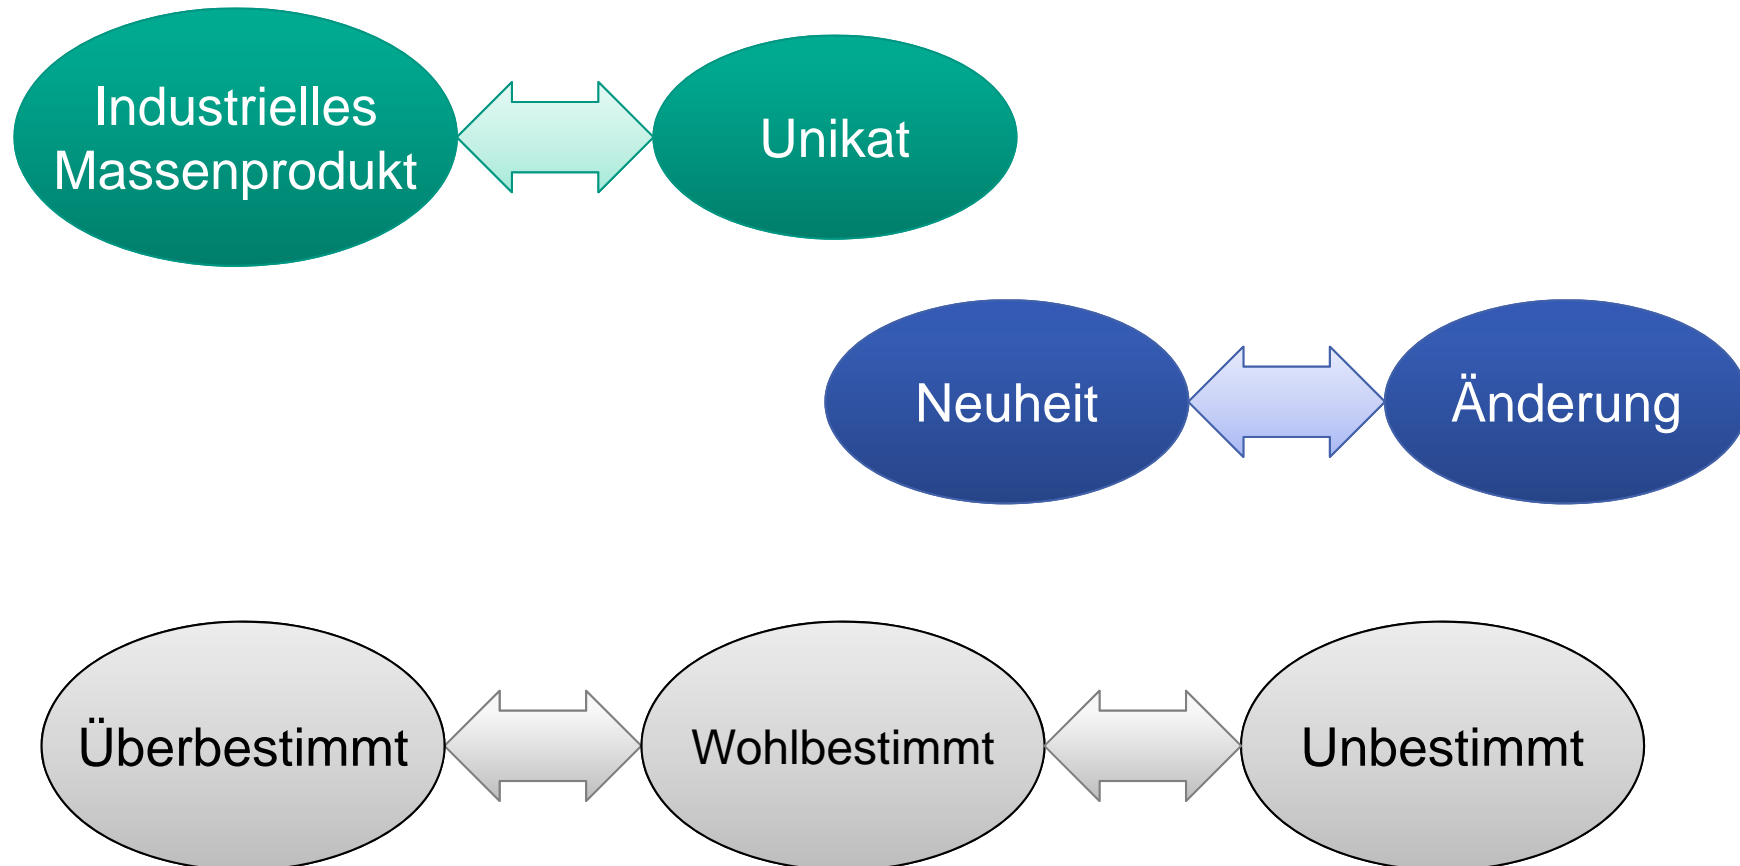 Industrielles
Massenprodukt
Unikat
Neuheit
Änderung
Überbestimmt
Wohlbestimmt
Unbestimmt